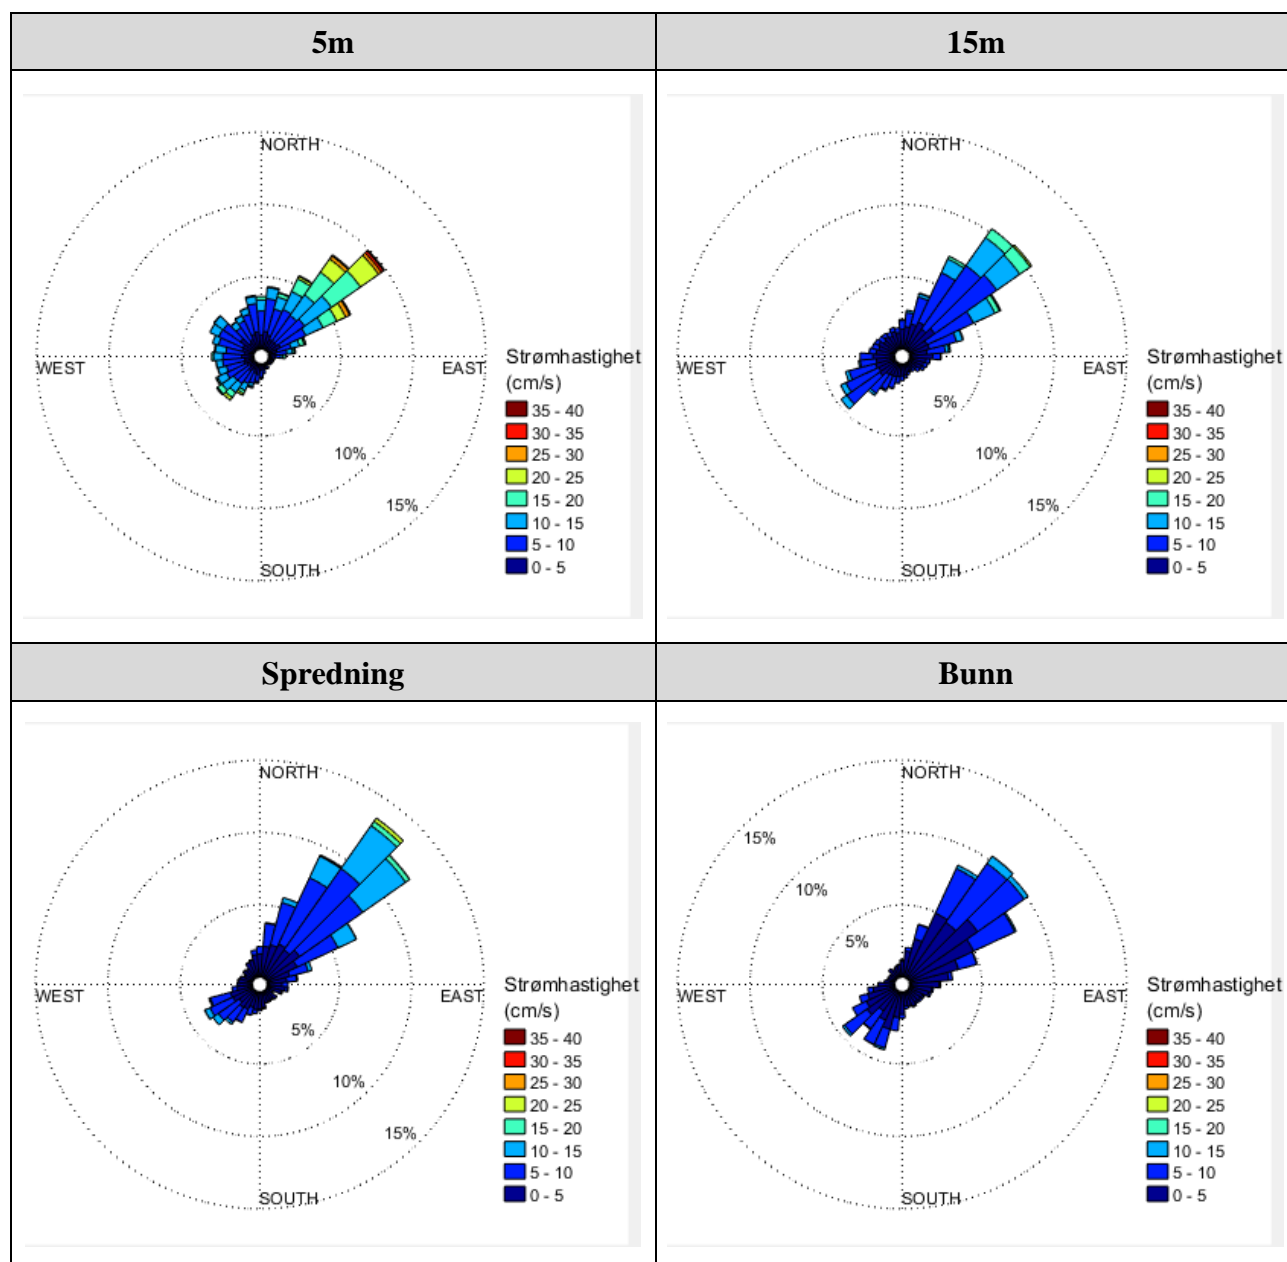 5m
15m
NORTH
WEST
EAST
SOUTH
5%
10%
15%
Strømhastighet
(cm/s)
35 - 40
30 - 35
25 - 30
20 - 25
15 - 20
10 - 15
5 - 10
0 - 5
NORTH
WEST
EAST
SOUTH
5%
10%
15%
Strømhastighet
(cm/s)
35 - 40
30 - 35
25 - 30
20 - 25
15 - 20
10 - 15
5 - 10
0 - 5
Spredning
Bunn
NORTH
WEST
EAST
SOUTH
5%
10%
15%
Strømhastighet
(cm/s)
35 - 40
30 - 35
25 - 30
20 - 25
15 - 20
10 - 15
5 - 10
0 - 5
NORTH
15%
10%
5%
WEST
EAST
SOUTH
Strømhastighet
(cm/s)
35 - 40
30 - 35
25 - 30
20 - 25
15 - 20
10 - 15
5 - 10
0 - 5